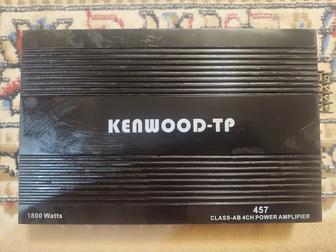 KENWOOD-TP
457
1800 Watts
CLASS-AB 4CH POWER AMPLIFIER